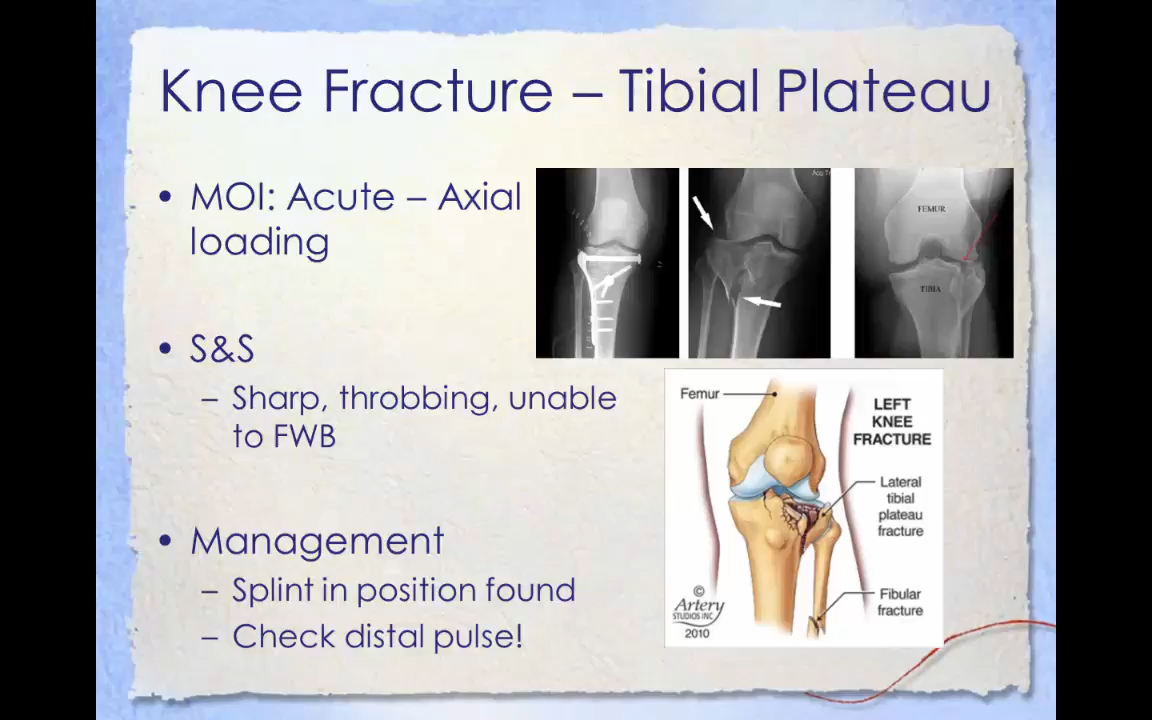 Knee Fracture – Tibial Plateau
• MOI: Acute – Axial
loading
• S&S
– Sharp, throbbing, unable
to FWB
• Management
– Splint in position found
– Check distal pulse!
FEMUR
TIBIA
Femur
LEFT
KNEE
FRACTURE
Lateral
tibial
plateau
fracture
Fibular
fracture
©
Artery
STUDIOS INC
2010